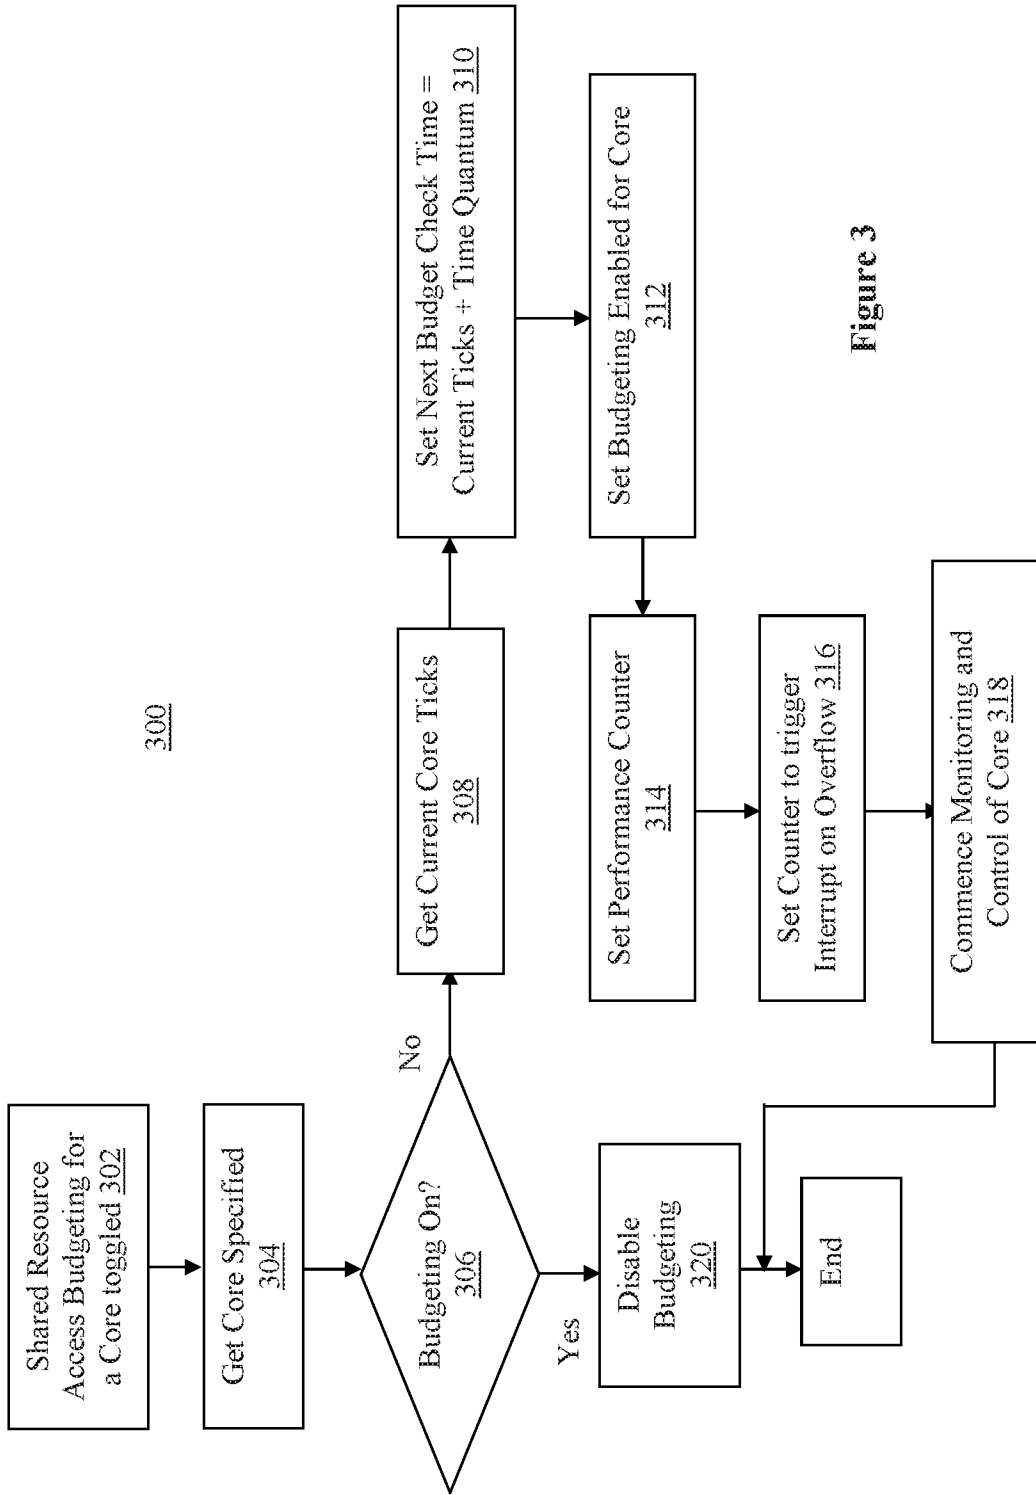 300
Shared Resource
Access Budgeting for
a Core toggled 302
Get Core Specified
304
Budgeting On?
306
No
Yes
Get Current Core Ticks
308
Set Next Budget Check Time =
Current Ticks + Time Quantum 310
Set Budgeting Enabled for Core
312
Set Performance Counter
314
Set Counter to trigger
Interrupt on Overflow 316
Commence Monitoring and
Control of Core 318
Disable
Budgeting
320
End
Figure 3